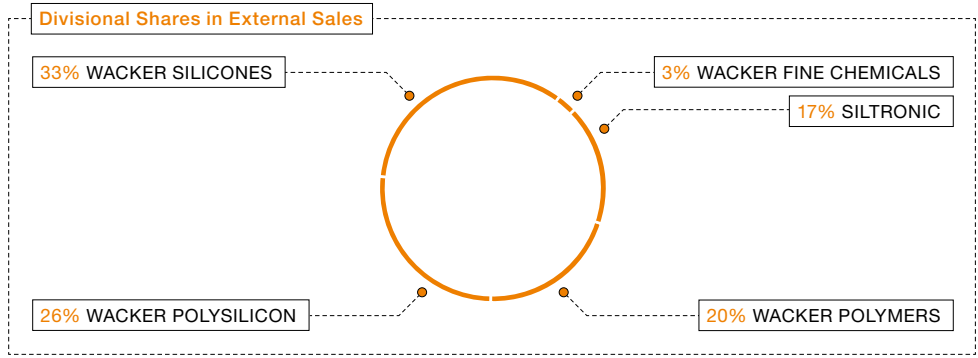 Divisional Shares in External Sales
33% WACKER SILICONES
3% WACKER FINE CHEMICALS
17% SILTRONIC
26% WACKER POLYSILICON
20% WACKER POLYMERS